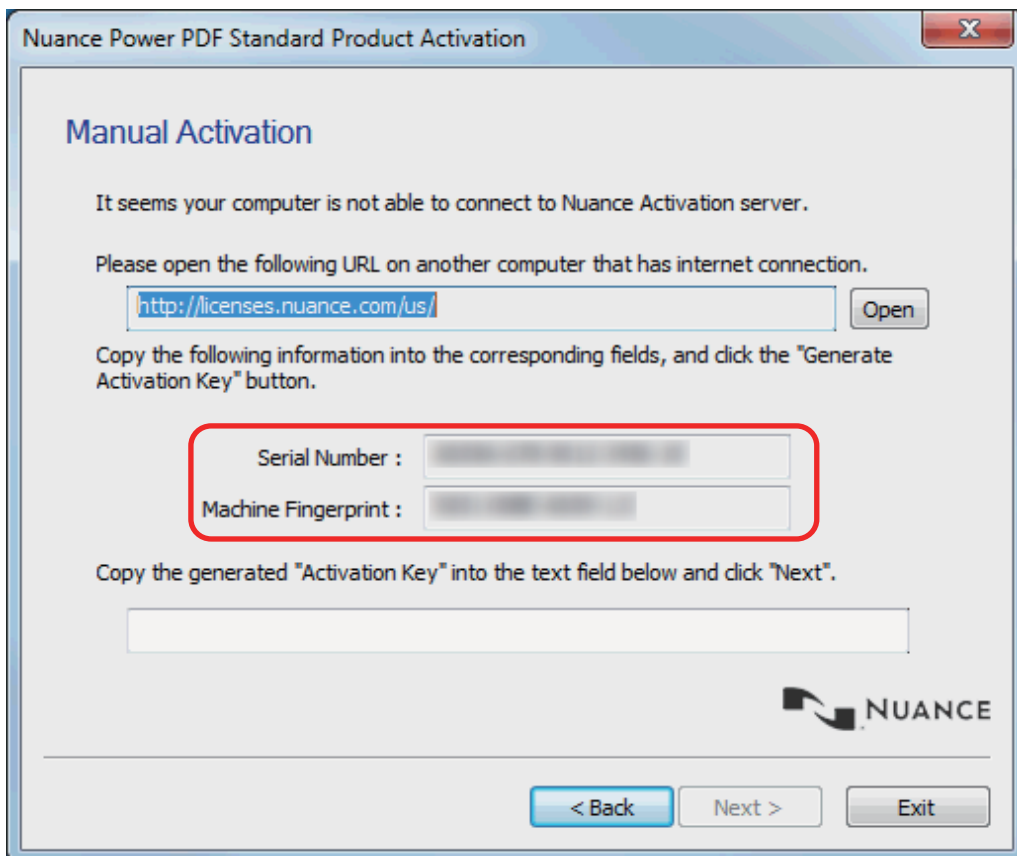 Nuance Power PDF Standard Product Activation
Manual Activation
It seems your computer is not able to connect to Nuance Activation server.
Please open the following URL on another computer that has internet connection.
http://licenses.nuance.com/us/ Open
Copy the following information into the corresponding fields, and click the "Generate
Activation Key" button.
Serial Number :
Machine Fingerprint :
Copy the generated "Activation Key" into the text field below and click "Next".
NUANCE
< Back Next > Exit